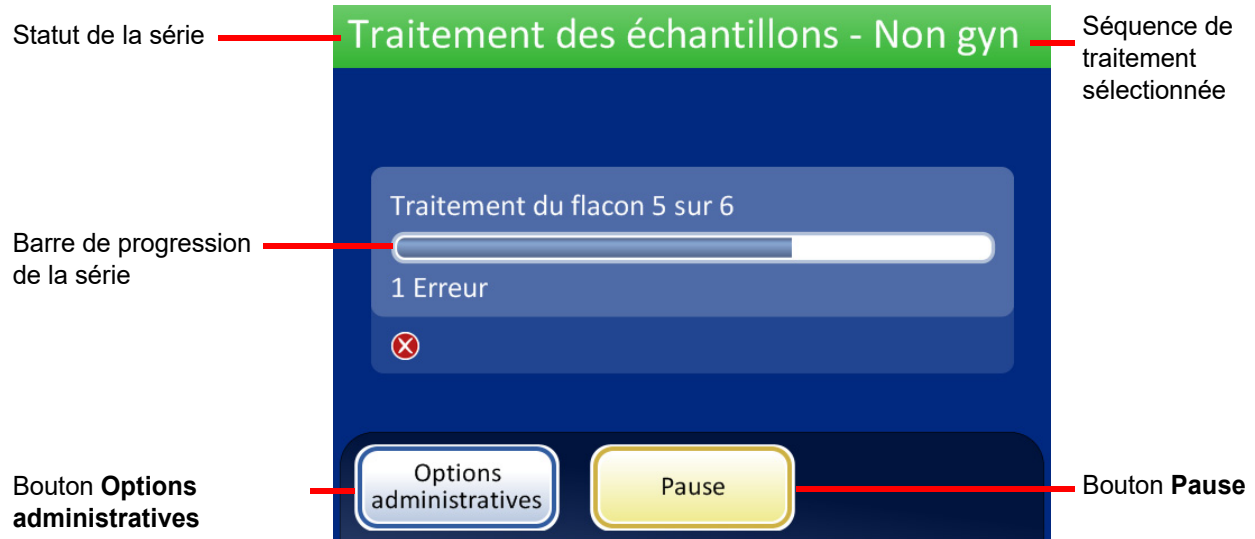 Statut de la série
Traitement des échantillons - Non gyn
Séquence de
traitement
sélectionnée
Traitement du flacon 5 sur 6
Barre de progression
de la série
1 Erreur
Bouton Options
administratives
Options
administratives
Pause
Bouton Pause